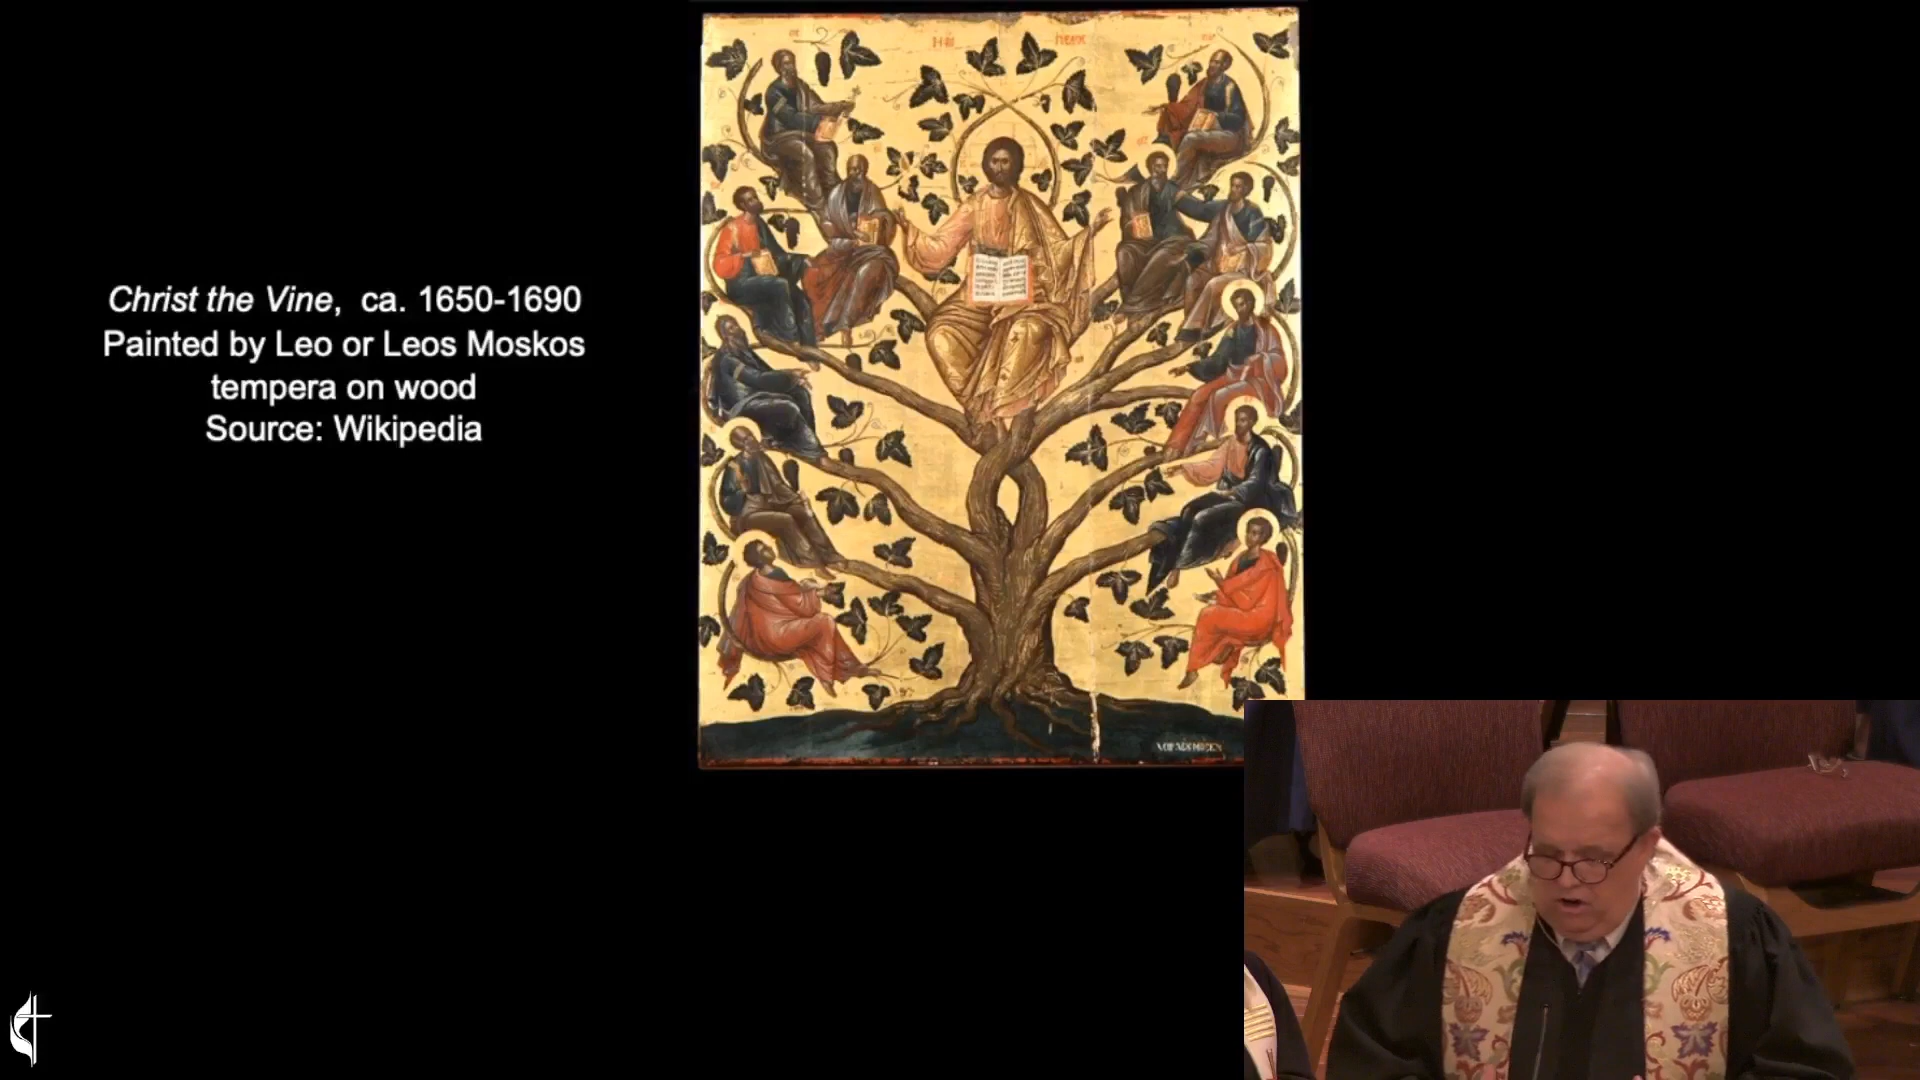 Christ the Vine, ca. 1650-1690
Painted by Leo or Leos Moskos
tempera on wood
Source: Wikipedia